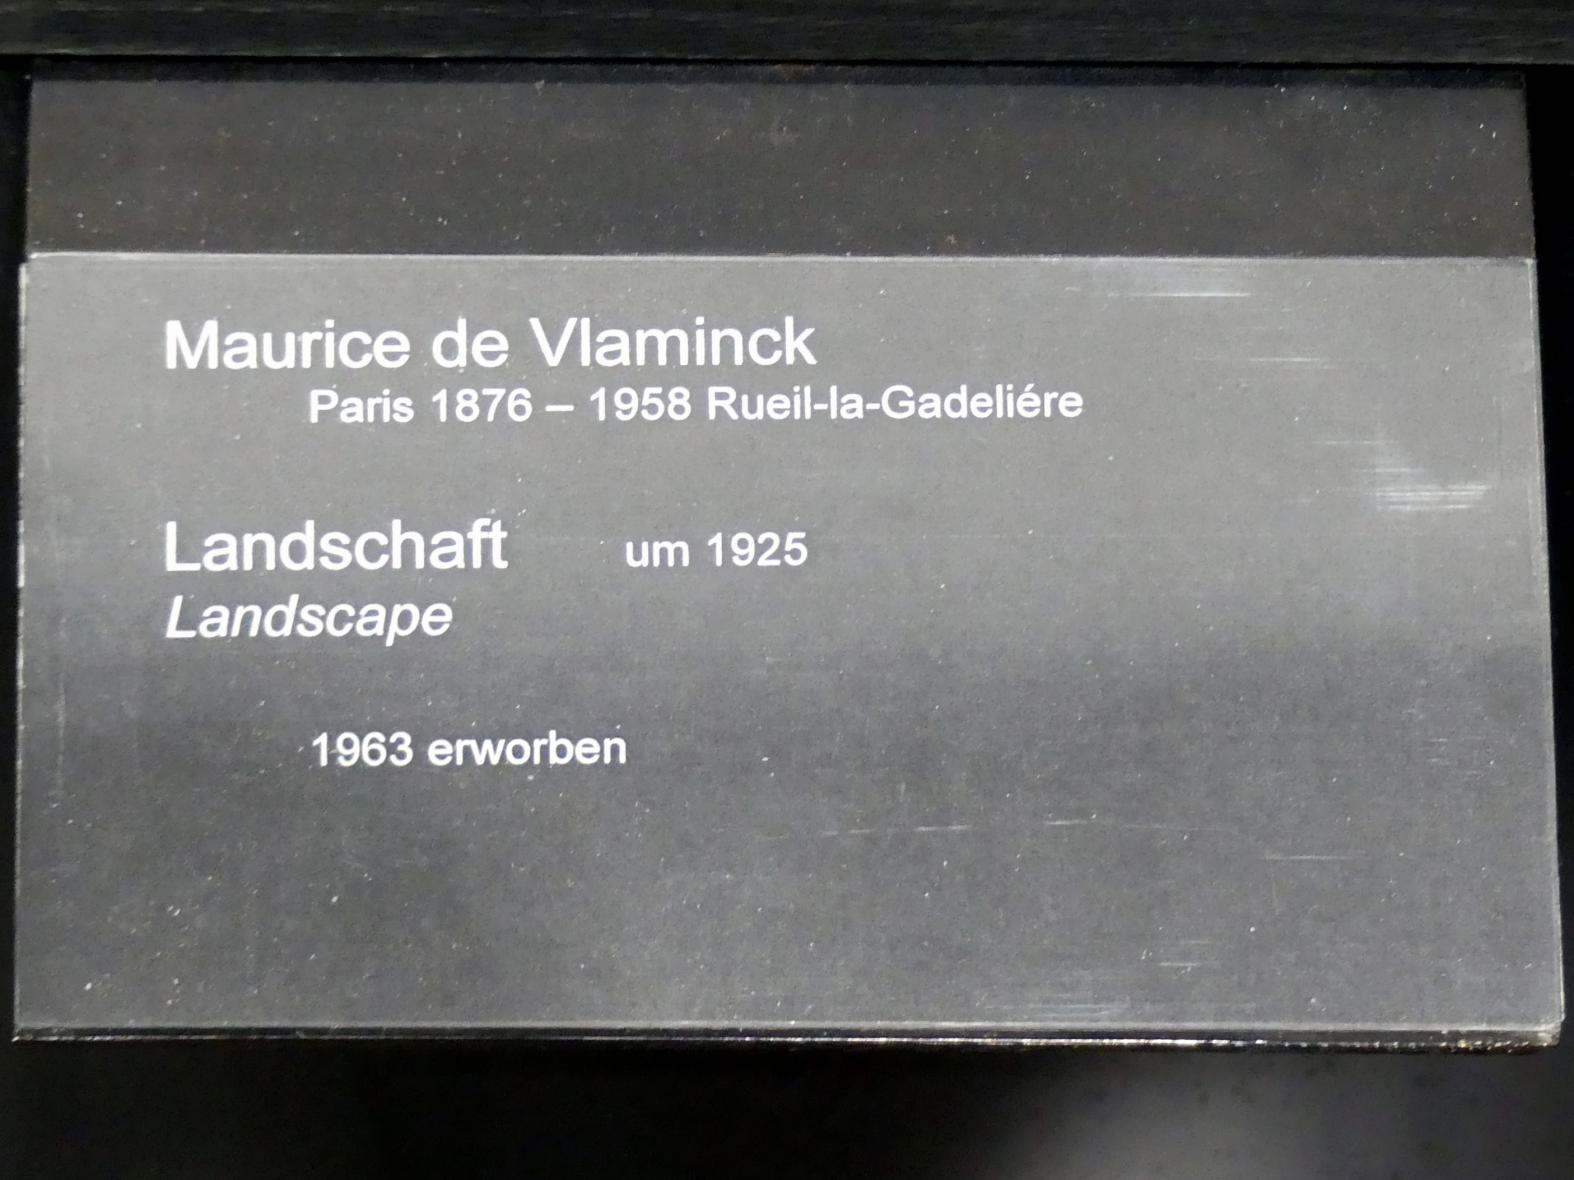 Maurice de Vlaminck
Paris 1876 – 1958 Rueil-la-Gadeliére
Landschaft um 1925
Landscape
1963 erworben